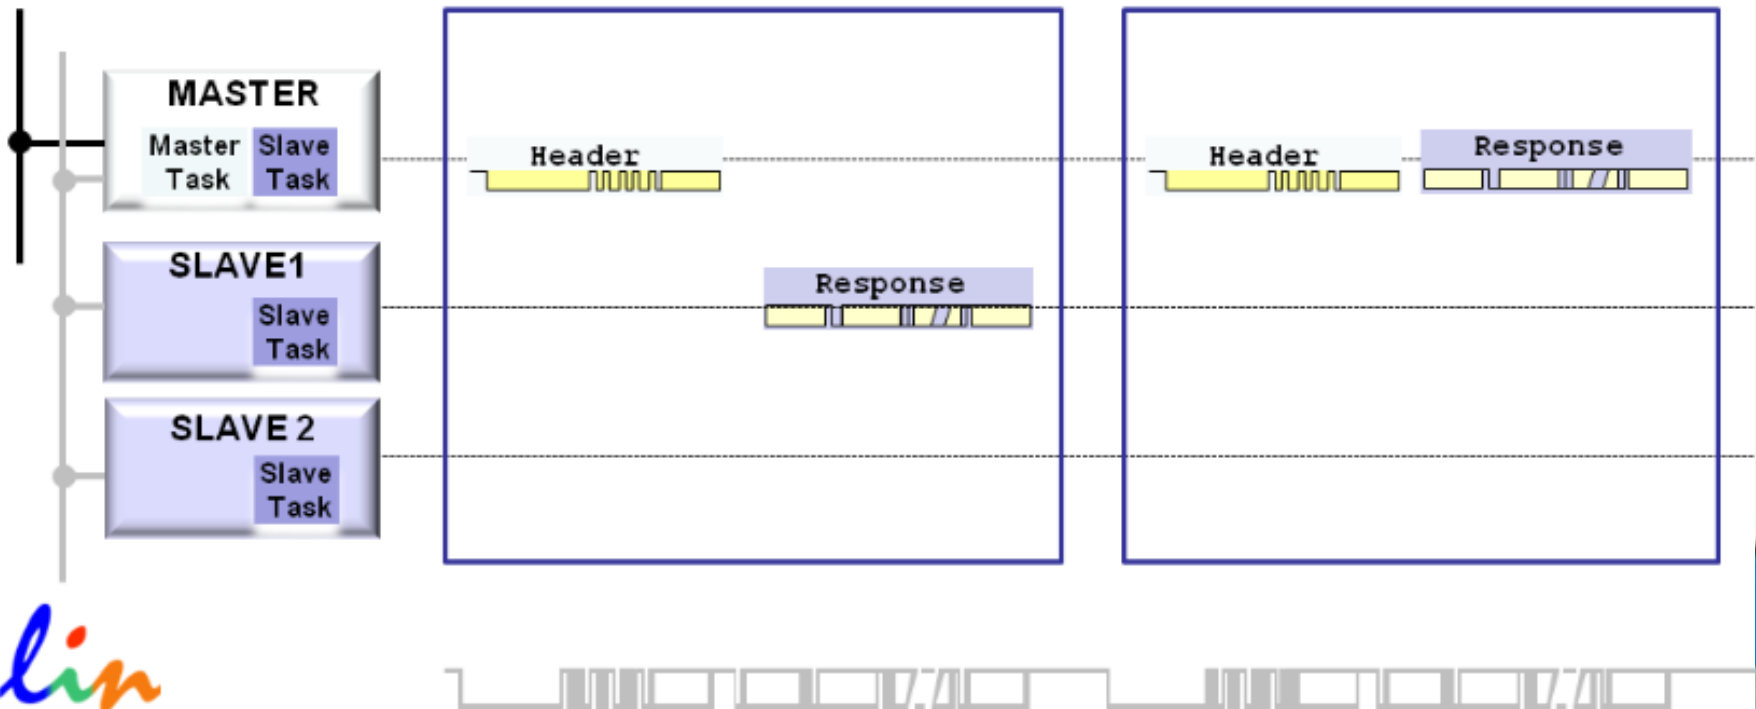 MASTER
Master Task
Slave Task
Header
Header
Response
SLAVE1
Slave Task
Response
SLAVE 2
Slave Task
lin